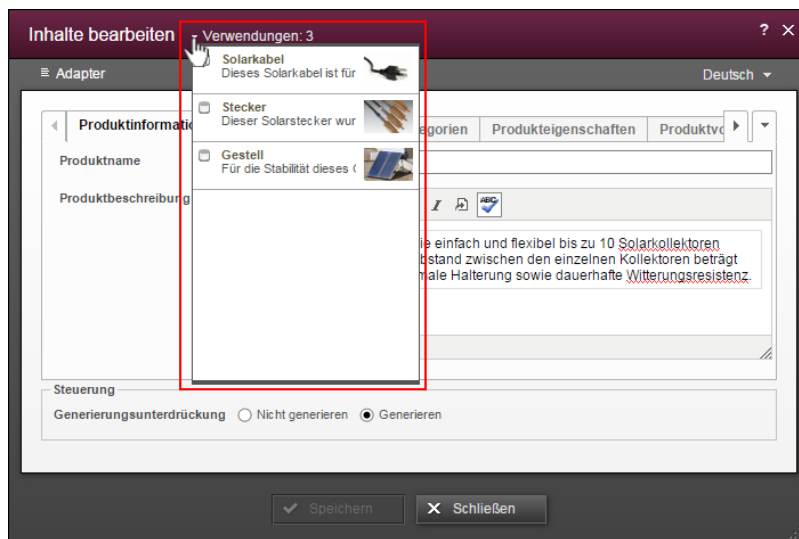 Inhalte bearbeiten Verwendungen: 3 ?
Adapter Deutsch
Solarkabel
Dieses Solarkabel ist für
Stecker
Dieser Solarstecker wur
Gestell
Für die Stabilität dieses
Produktinformatio egorien Produkteigenschaften Produktvo
Produktname
Produktbeschreibung I ABC
ie einfach und flexibel bis zu 10 Solarkollektoren
bstand zwischen den einzelnen Kollektoren beträgt
male Halterung sowie dauerhafte Witterungsresistenz.
Steuerung
Generierungsunterdrückung Nicht generieren Generieren
Speichern Schließen